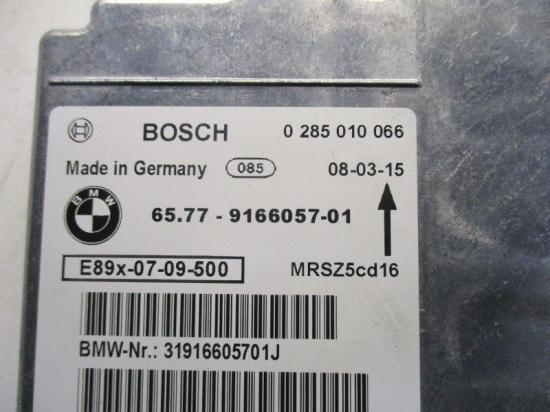 BOSCH 0 285 010 066
Made in Germany 085 08-03-15
BMW 65.77 - 9166057-01
E89x-07-09-500 MRSZ5cd16
BMW-Nr.: 31916605701J